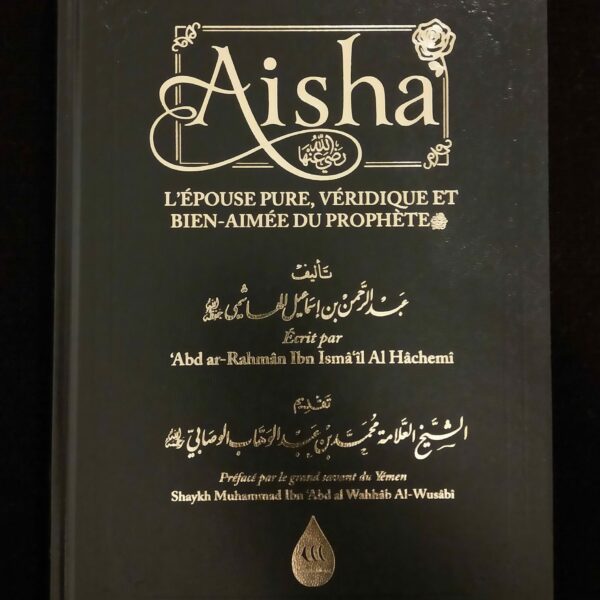 Aisha
رضي الله عنها
L'ÉPOUSE PURE, VÉRIDIQUE ET
BIEN-AIMÉE DU PROPHÈTE ﷺ
تأليف
عبد الرحمن بن إسماعيل الهاشمي
Écrit par
'Abd ar-Rahmân Ibn Ismâ'îl Al Hâchemî
تقديم
الشيخ العلامة محمد بن عبد الوهاب الوصابي
Préfacé par le grand savant du Yémen
Shaykh Muhammad Ibn 'Abd al Wahhâb Al-Wusâbî